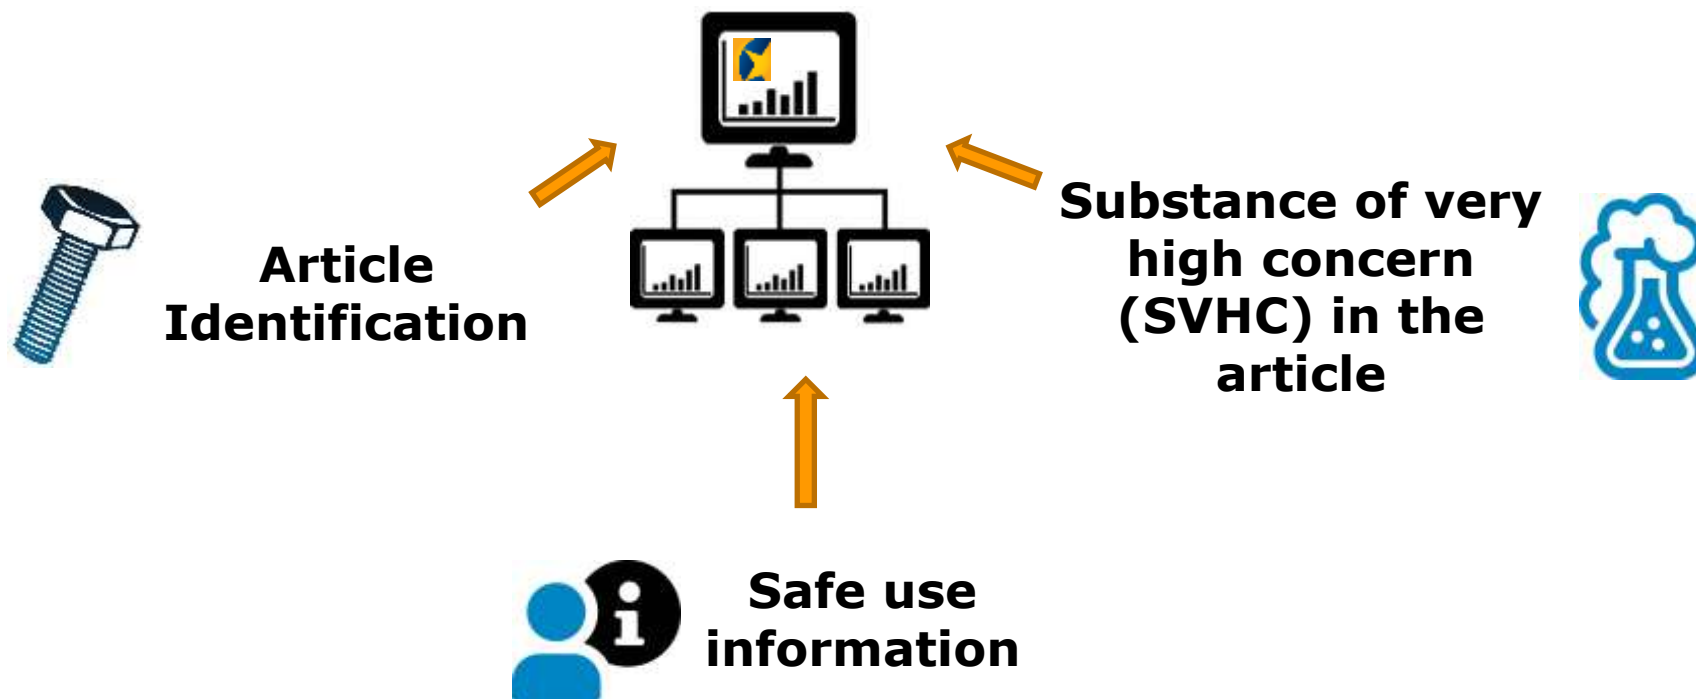 Article
Identification
Substance of very
high concern
(SVHC) in the
article
Safe use
information